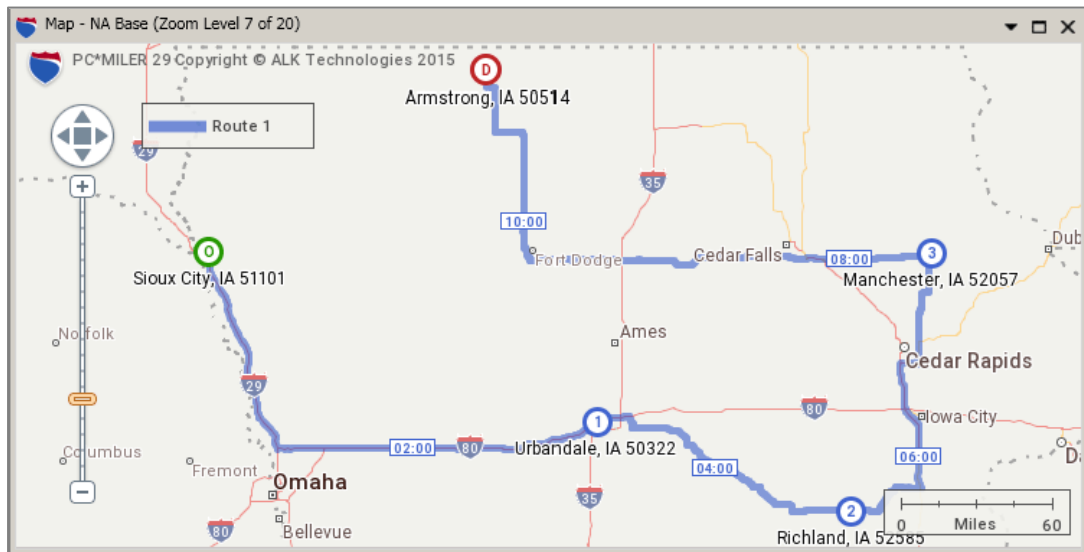 Map - NA Base (Zoom Level 7 of 20)
PC*MILER 29 Copyright © ALK Technologies 2015
D
Armstrong, IA 50514
Route 1
29
35
10:00
O
Sioux City, IA 51101
Fort Dodge
Cedar Falls
08:00
3
Manchester, IA 52057
Dub
Norfolk
Ames
Cedar Rapids
29
80
1
Urbandale, IA 50322
Iowa City
Columbus
Fremont
02:00
80
04:00
06:00
Omaha
35
2
Richland, IA 52585
80
Bellevue
0 Miles 60